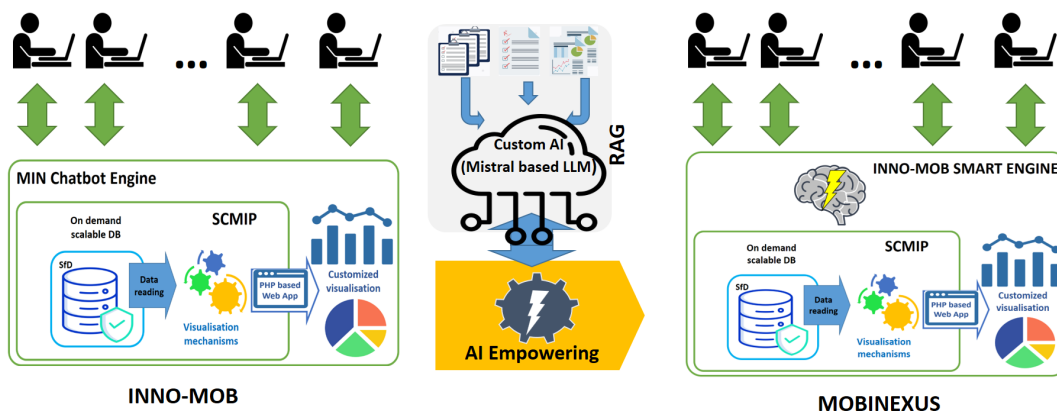 ...
MIN Chatbot Engine
SCMIP
On demand
scalable DB
SfD
Data
reading
Visualisation
mechanisms
PHP based
Web App
Customized
visualisation
INNO-MOB
Custom AI
(Mistral based LLM)
RAG
AI Empowering
...
INNO-MOB SMART ENGINE
SCMIP
On demand
scalable DB
SfD
Data
reading
Visualisation
mechanisms
PHP based
Web App
Customized
visualisation
MOBINEXUS